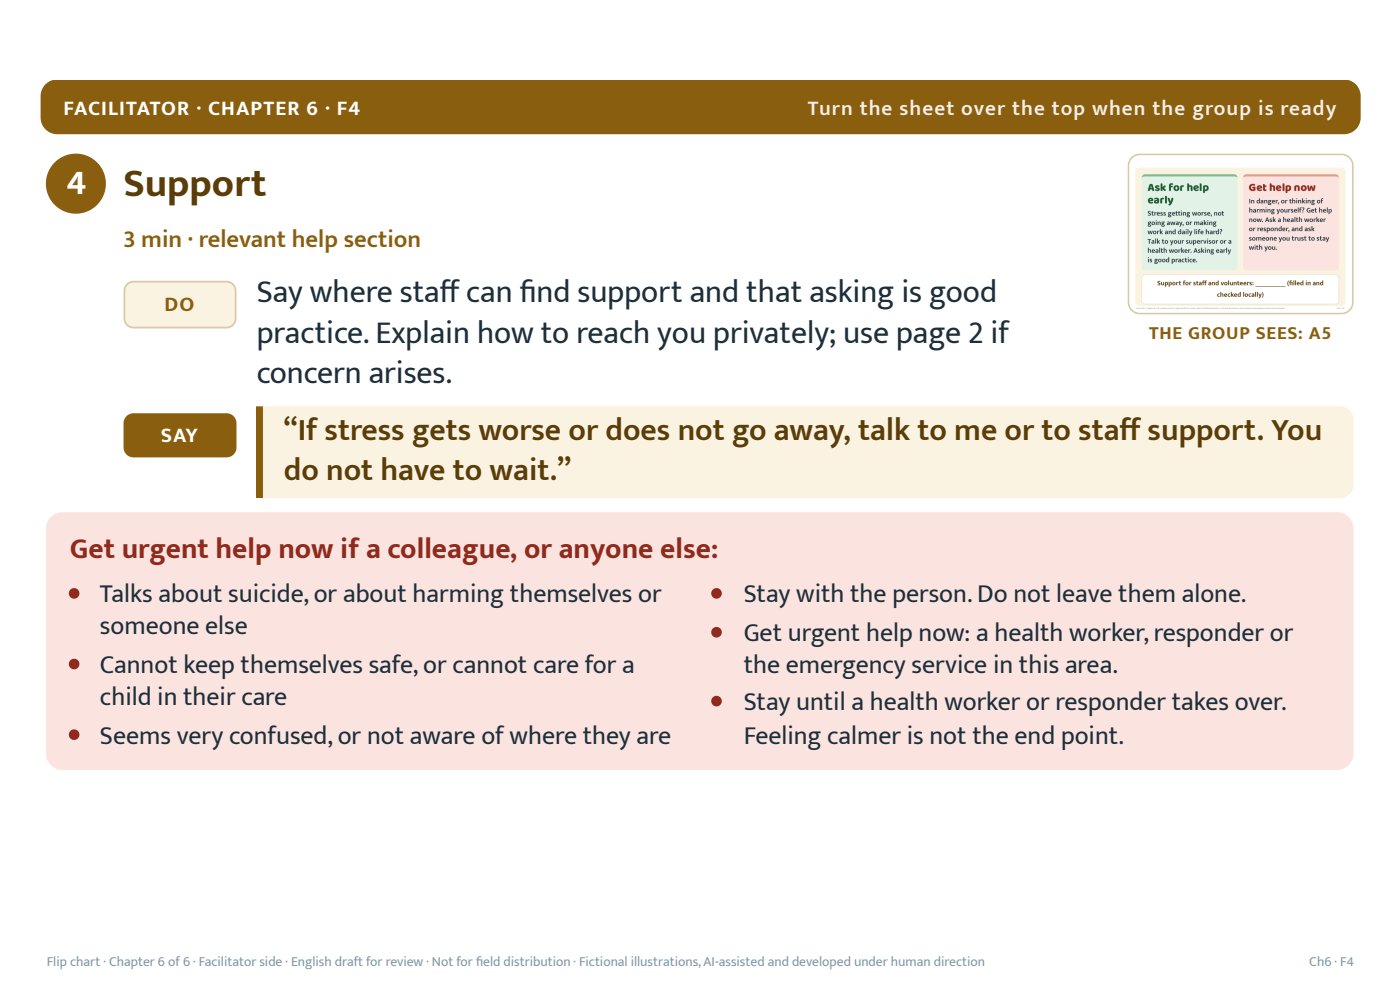 FACILITATOR · CHAPTER 6 · F4
Turn the sheet over the top when the group is ready
4
Support
3 min · relevant help section
DO
Say where staff can find support and that asking is good
practice. Explain how to reach you privately; use page 2 if
concern arises.
Ask for help
early
Stress getting worse, not
going away, or making
work and daily life hard?
Talk to your supervisor or a
health worker. Asking early
is good practice.
Get help now
In danger, or thinking of
harming yourself? Get help
now. Ask a health worker
or responder, and ask
someone you trust to stay
with you.
Support for staff and volunteers: ________ (filled in and
checked locally)
THE GROUP SEES: A5
SAY
“If stress gets worse or does not go away, talk to me or to staff support. You
do not have to wait.”
Get urgent help now if a colleague, or anyone else:
• Talks about suicide, or about harming themselves or
someone else
• Cannot keep themselves safe, or cannot care for a
child in their care
• Seems very confused, or not aware of where they are
• Stay with the person. Do not leave them alone.
• Get urgent help now: a health worker, responder or
the emergency service in this area.
• Stay until a health worker or responder takes over.
Feeling calmer is not the end point.
Flip chart · Chapter 6 of 6 · Facilitator side · English draft for review · Not for field distribution · Fictional illustrations, AI-assisted and developed under human direction
Ch6 · F4